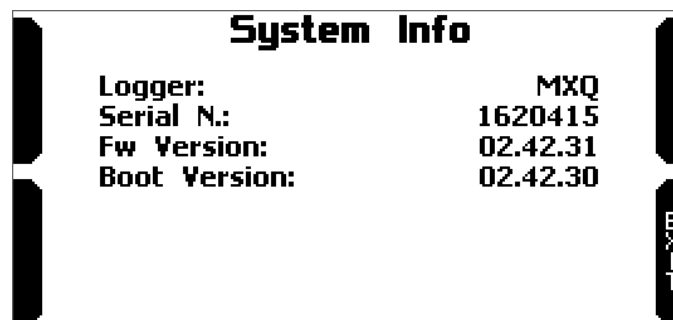 System Info
Logger: MXQ
Serial N.: 1620415
Fw Version: 02.42.31
Boot Version: 02.42.30